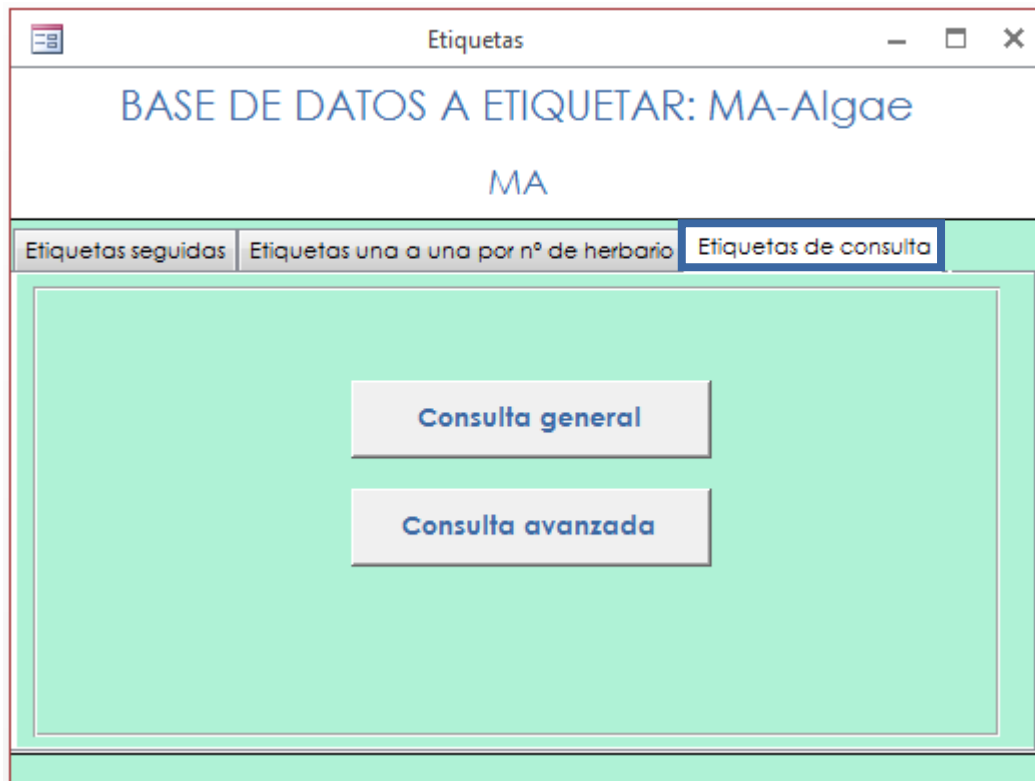 Etiquetas
BASE DE DATOS A ETIQUETAR: MA-Algae
MA
Etiquetas seguidas
Etiquetas una a una por nº de herbario
Etiquetas de consulta
Consulta general
Consulta avanzada